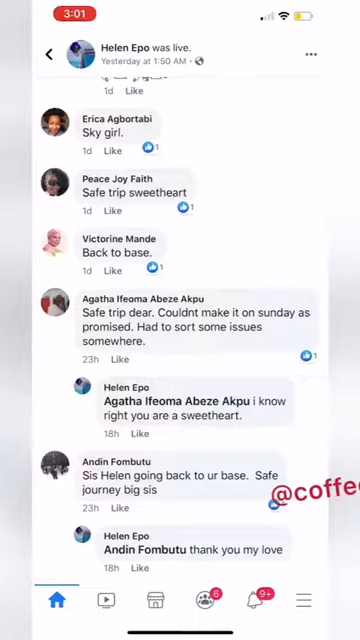 3:01
Helen Epo was live.
Yesterday at 1:50 AM ·
1d Like
Erica Agbortabi
Sky girl.
1d Like 1
Peace Joy Faith
Safe trip sweetheart
1d Like 1
Victorine Mande
Back to base.
1d Like 1
Agatha Ifeoma Abeze Akpu
Safe trip dear. Couldnt make it on sunday as
promised. Had to sort some issues
somewhere.
23h Like 1
Helen Epo
Agatha Ifeoma Abeze Akpu i know
right you are a sweetheart.
18h Like
Andin Fombutu
Sis Helen going back to ur base. Safe
journey big sis
@coffe
23h Like
Helen Epo
Andin Fombutu thank you my love
18h Like
6
9+